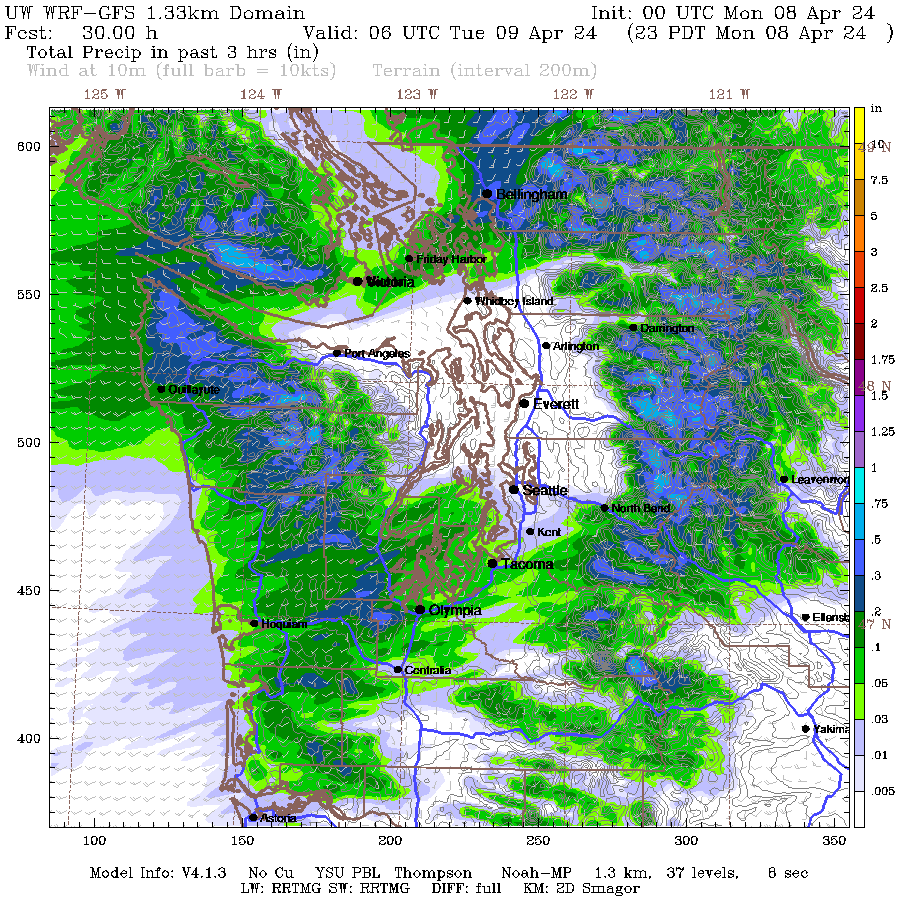 UW WRF-GFS 1.33km Domain Init: 00 UTC Mon 08 Apr 24
Fcst: 30.00 h Valid: 06 UTC Tue 09 Apr 24 (23 PDT Mon 08 Apr 24 )
Total Precip in past 3 hrs (in)
Wind at 10m (full barb = 10kts) Terrain (interval 200m)
125 W 124 W 123 W 122 W 121 W
in
600
49 N
10
7.5
Bellingham
5
3
Friday Harbor
Victoria
2.5
550
Whidbey Island
2
Darrington
Arlington
Port Angeles
1.75
48 N
Quillayute
1.5
Everett
1.25
500
1
Leavenwor
Seattle
.75
North Bend
Kent
.5
Tacoma
.3
450
Olympia
.2
Ellensb
Hoquiam
47 N
.1
Centralia
.05
.03
Yakima
400
.01
.005
Astoria
100 150 200 250 300 350
Model Info: V4.1.3 No Cu YSU PBL Thompson Noah-MP 1.3 km, 37 levels, 8 sec
LW: RRTMG SW: RRTMG DIFF: full KM: 2D Smagor